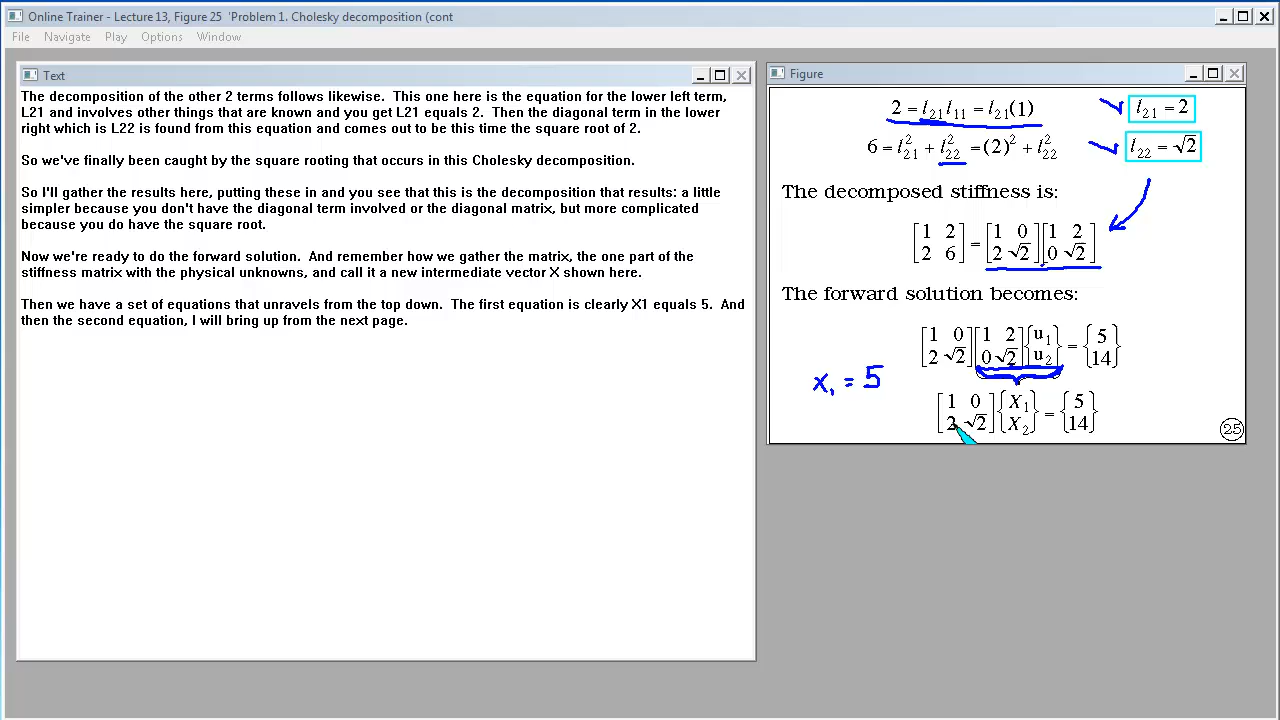 Online Trainer - Lecture 13, Figure 25 'Problem 1. Cholesky decomposition (cont
File Navigate Play Options Window
Text
The decomposition of the other 2 terms follows likewise. This one here is the equation for the lower left term,
L21 and involves other things that are known and you get L21 equals 2. Then the diagonal term in the lower
right which is L22 is found from this equation and comes out to be this time the square root of 2.
So we've finally been caught by the square rooting that occurs in this Cholesky decomposition.
So I'll gather the results here, putting these in and you see that this is the decomposition that results: a little
simpler because you don't have the diagonal term involved or the diagonal matrix, but more complicated
because you do have the square root.
Now we're ready to do the forward solution. And remember how we gather the matrix, the one part of the
stiffness matrix with the physical unknowns, and call it a new intermediate vector X shown here.
Then we have a set of equations that unravels from the top down. The first equation is clearly X1 equals 5. And
then the second equation, I will bring up from the next page.
Figure
2 = l₂₁l₁₁ = l₂₁(1) l₂₁ = 2
6 = l₂₁² + l₂₂² = (2)² + l₂₂² l₂₂ = √2
The decomposed stiffness is:
[1 2] = [1 0][1 2]
[2 6] [2 √2][0 √2]
The forward solution becomes:
[1 0][1 2]{u₁} = {5}
[2 √2][0 √2]{u₂} {14}
x₁ = 5
[1 0]{X₁} = {5}
[2 √2]{X₂} {14}
25